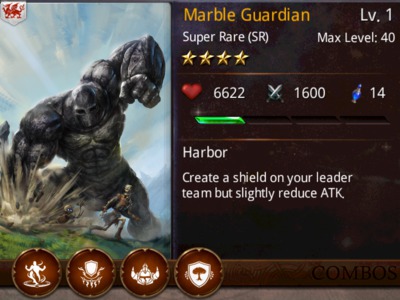 Marble Guardian Lv. 1
Super Rare (SR) Max Level: 40
6622 1600 14
Harbor
Create a shield on your leader
team but slightly reduce ATK.
COMBOS